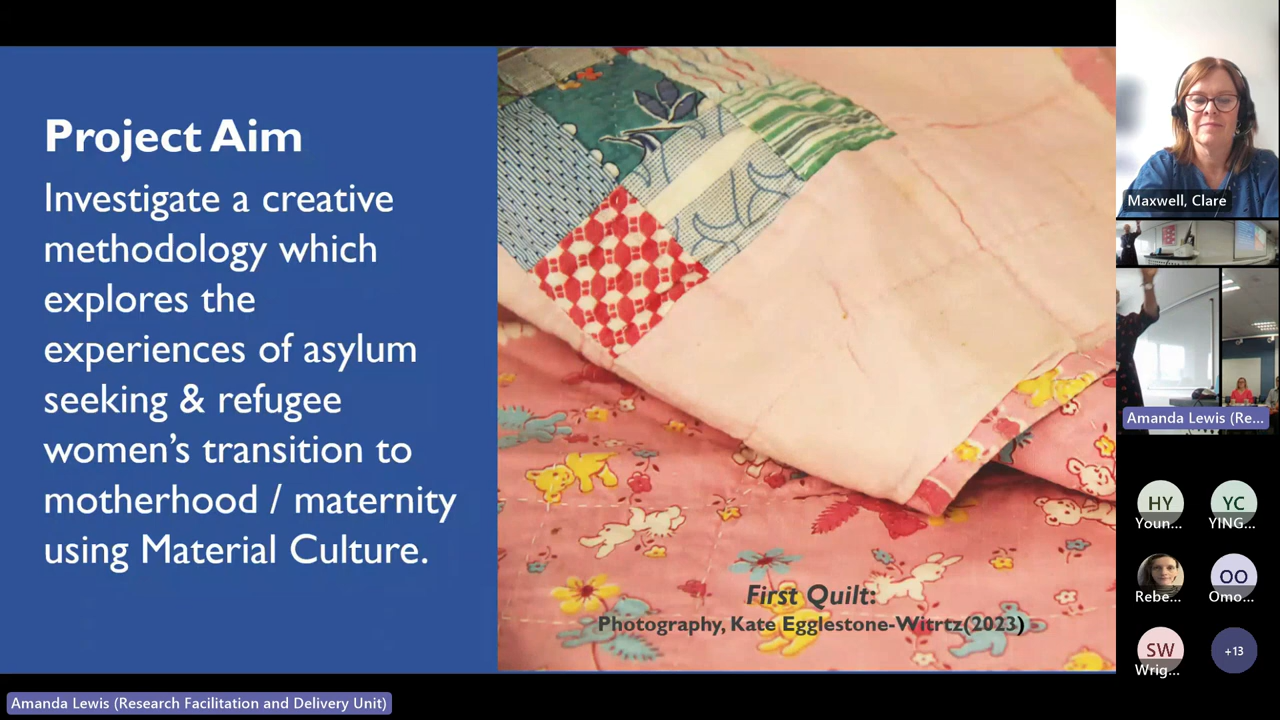 Project Aim
Investigate a creative
methodology which
explores the
experiences of asylum
seeking & refugee
women's transition to
motherhood / maternity
using Material Culture.
First Quilt:
Photography, Kate Egglestone-Witrtz(2023)
Maxwell, Clare
Amanda Lewis (Re...
HY
Youn...
YC
YING...
Rebe...
OO
Omo...
SW
Wrig...
+13
Amanda Lewis (Research Facilitation and Delivery Unit)